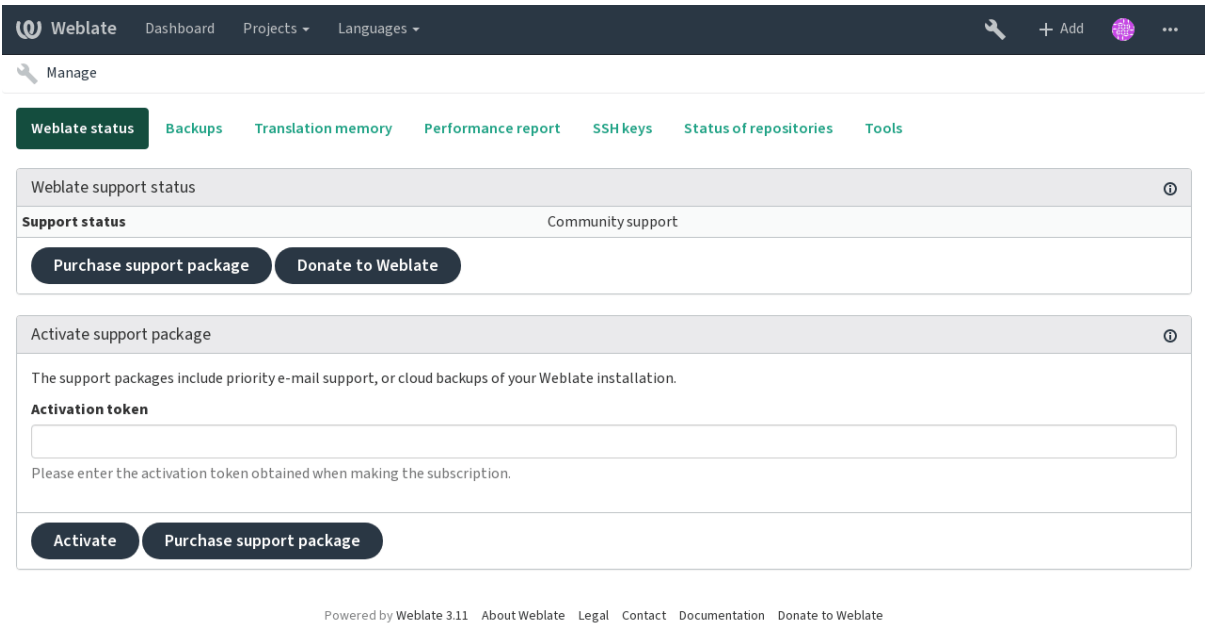 Weblate Dashboard Projects Languages Add
Manage
Weblate status Backups Translation memory Performance report SSH keys Status of repositories Tools
Weblate support status
Support status Community support
Purchase support package Donate to Weblate
Activate support package
The support packages include priority e-mail support, or cloud backups of your Weblate installation.
Activation token
Please enter the activation token obtained when making the subscription.
Activate Purchase support package
Powered by Weblate 3.11 About Weblate Legal Contact Documentation Donate to Weblate